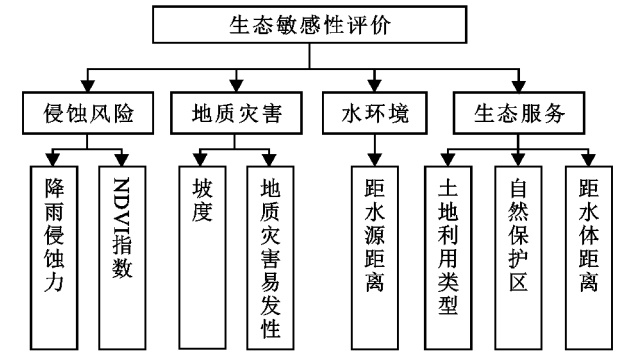 生态敏感性评价
侵蚀风险
地质灾害
水环境
生态服务
降雨侵蚀力
NDVI指数
坡度
地质灾害易发性
距水源距离
土地利用类型
自然保护区
距水体距离